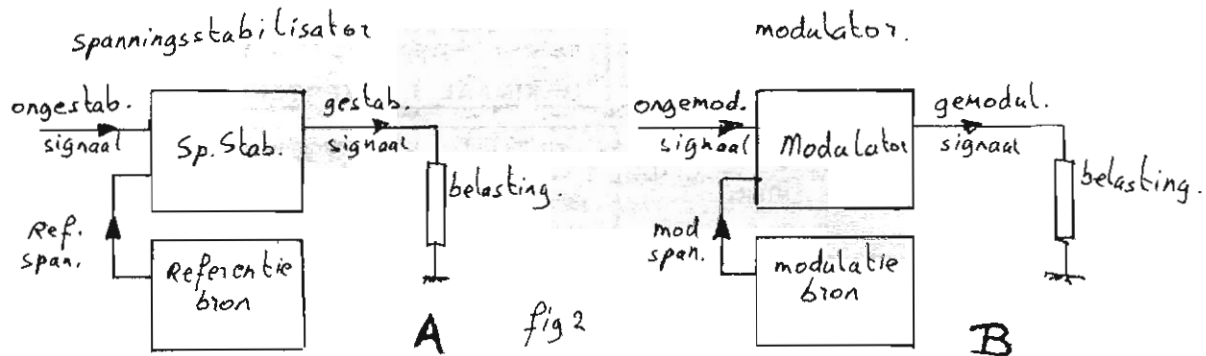 spanningsstabilisator
ongestab.
signaal
Sp. Stab.
gestab.
signaal
belasting.
Ref.
span.
Referentie
bron
A
fig 2
modulator.
ongemod.
signaal
Modulator
gemodul.
signaal
belasting.
mod
span.
modulatie
bron
B